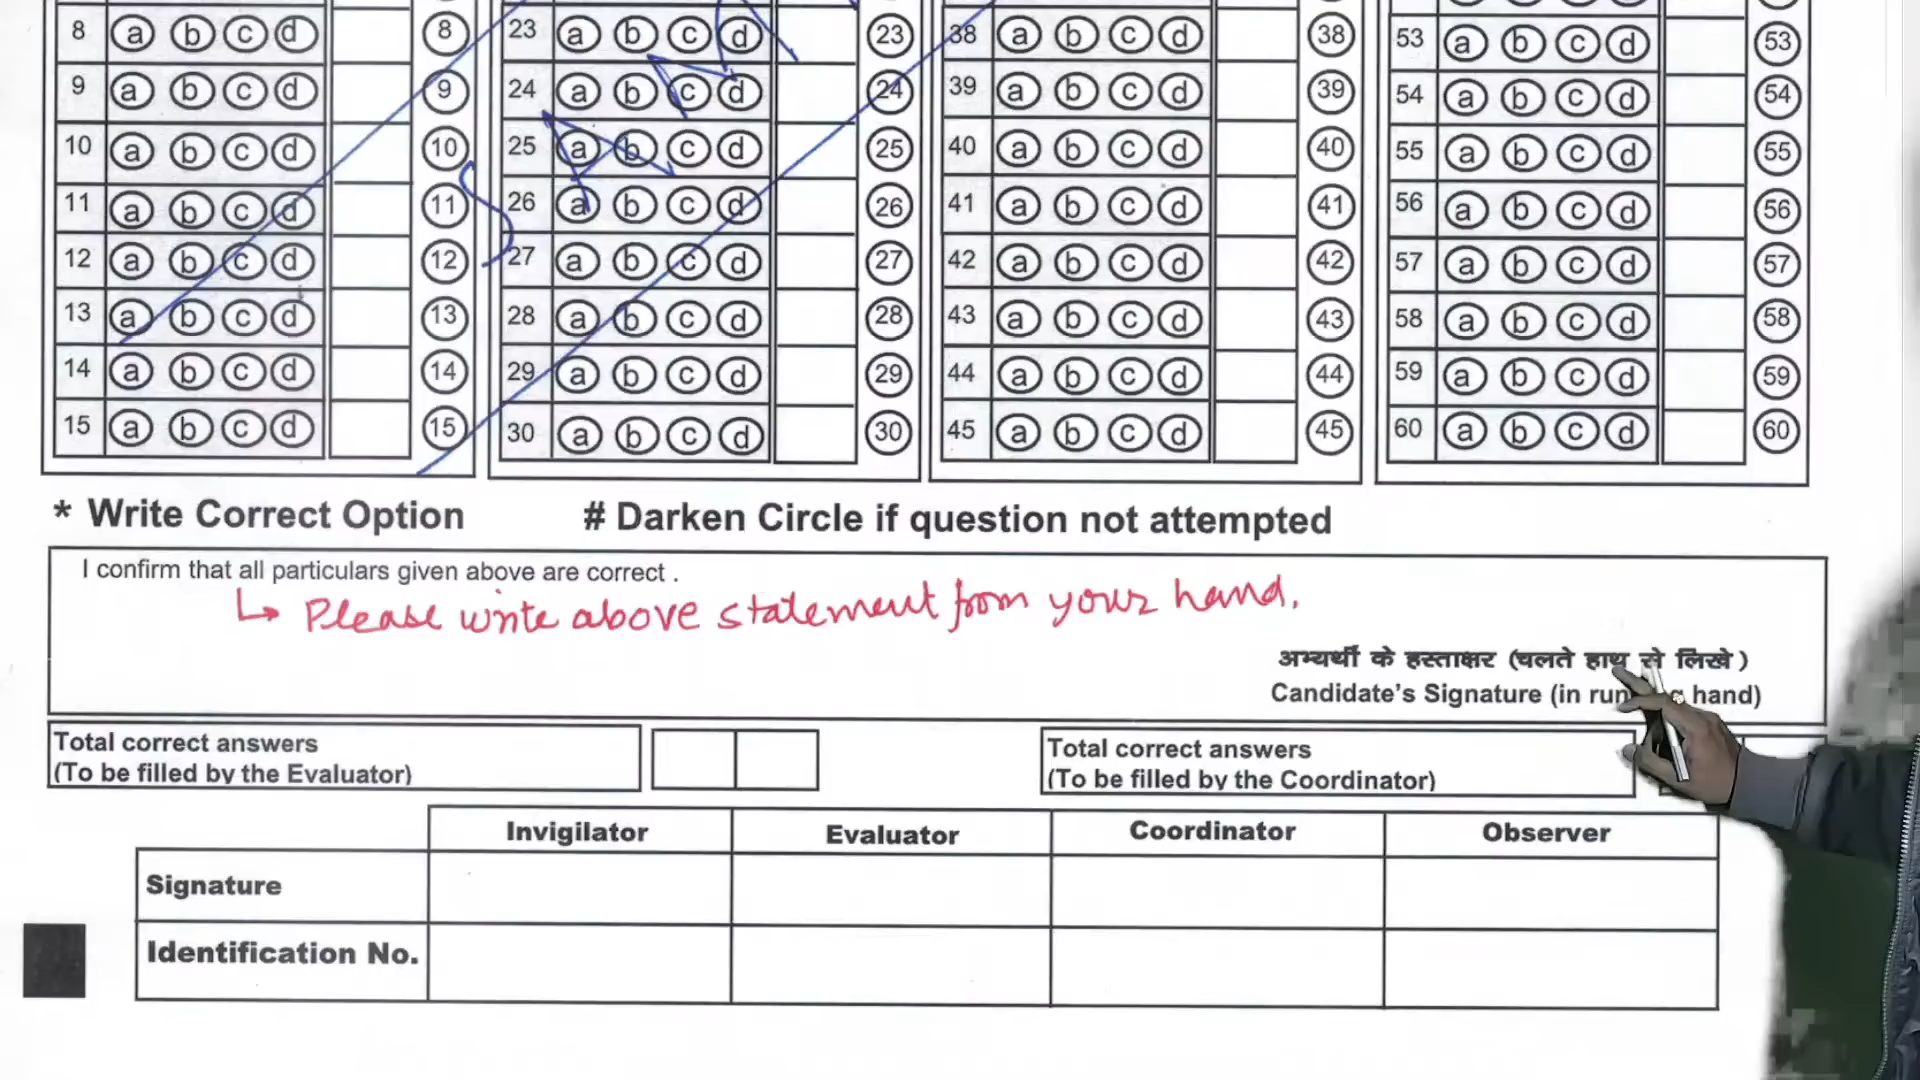 8 a b c d 8
9 a b c d 9
10 a b c d 10
11 a b c d 11
12 a b c d 12
13 a b c d 13
14 a b c d 14
15 a b c d 15
23 a b c d 23
24 a b c d 24
25 a b c d 25
26 a b c d 26
27 a b c d 27
28 a b c d 28
29 a b c d 29
30 a b c d 30
38 a b c d 38
39 a b c d 39
40 a b c d 40
41 a b c d 41
42 a b c d 42
43 a b c d 43
44 a b c d 44
45 a b c d 45
53 a b c d 53
54 a b c d 54
55 a b c d 55
56 a b c d 56
57 a b c d 57
58 a b c d 58
59 a b c d 59
60 a b c d 60
* Write Correct Option # Darken Circle if question not attempted
I confirm that all particulars given above are correct .
Please write above statement from your hand.
अभ्यर्थी के हस्ताक्षर (चलते हाथ से लिखे)
Candidate's Signature (in hand)
Total correct answers
(To be filled by the Evaluator)
Total correct answers
(To be filled by the Coordinator)
Invigilator Evaluator Coordinator Observer
Signature
Identification No.